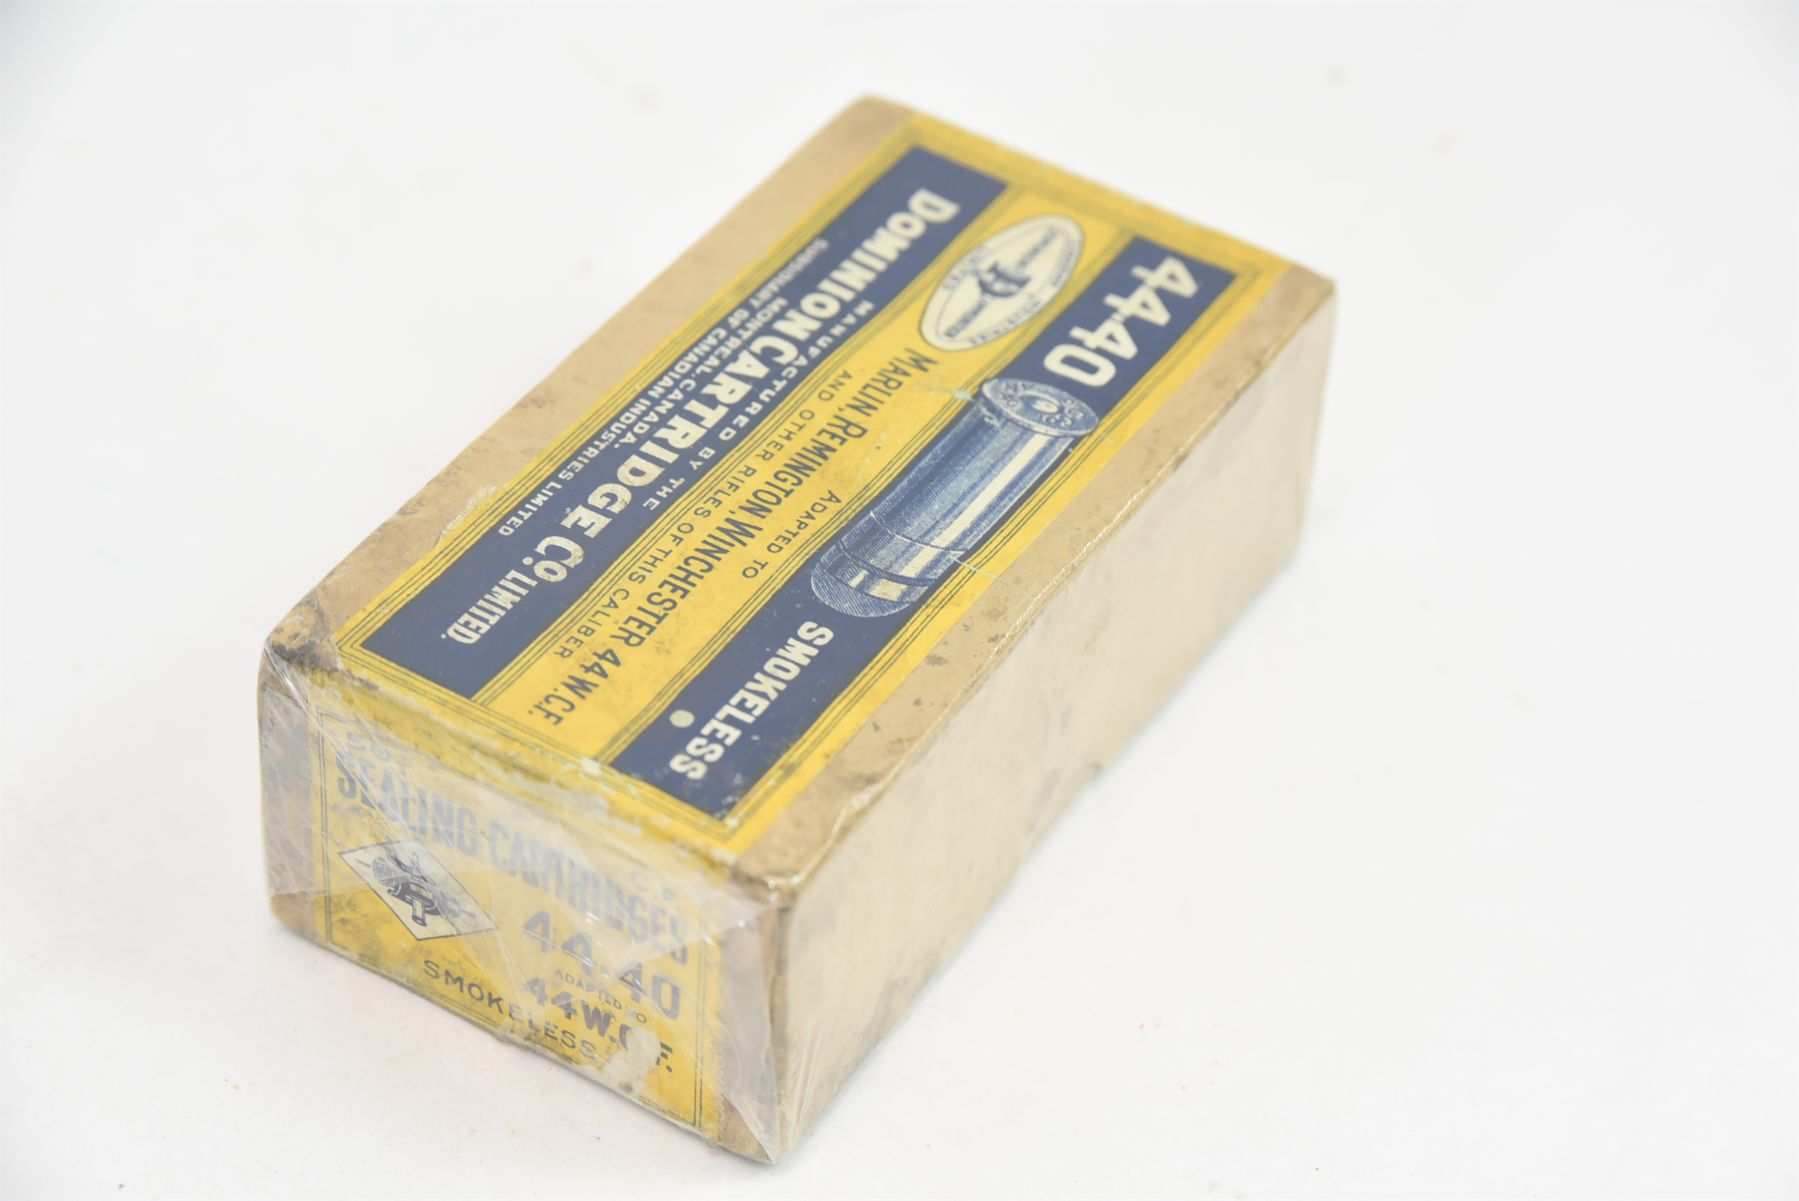 44.40
SMOKELESS
ADAPTED TO
MARLIN, REMINGTON, WINCHESTER 44 W.C.F.
AND OTHER RIFLES OF THIS CALIBER
MANUFACTURED BY THE
DOMINION CARTRIDGE CO. LIMITED.
MONTREAL, CANADA.
SUBSIDIARY OF CANADIAN INDUSTRIES LIMITED
SEALING CARTRIDGES
44.40
ADAPTED TO
44 W.C.F.
SMOKELESS